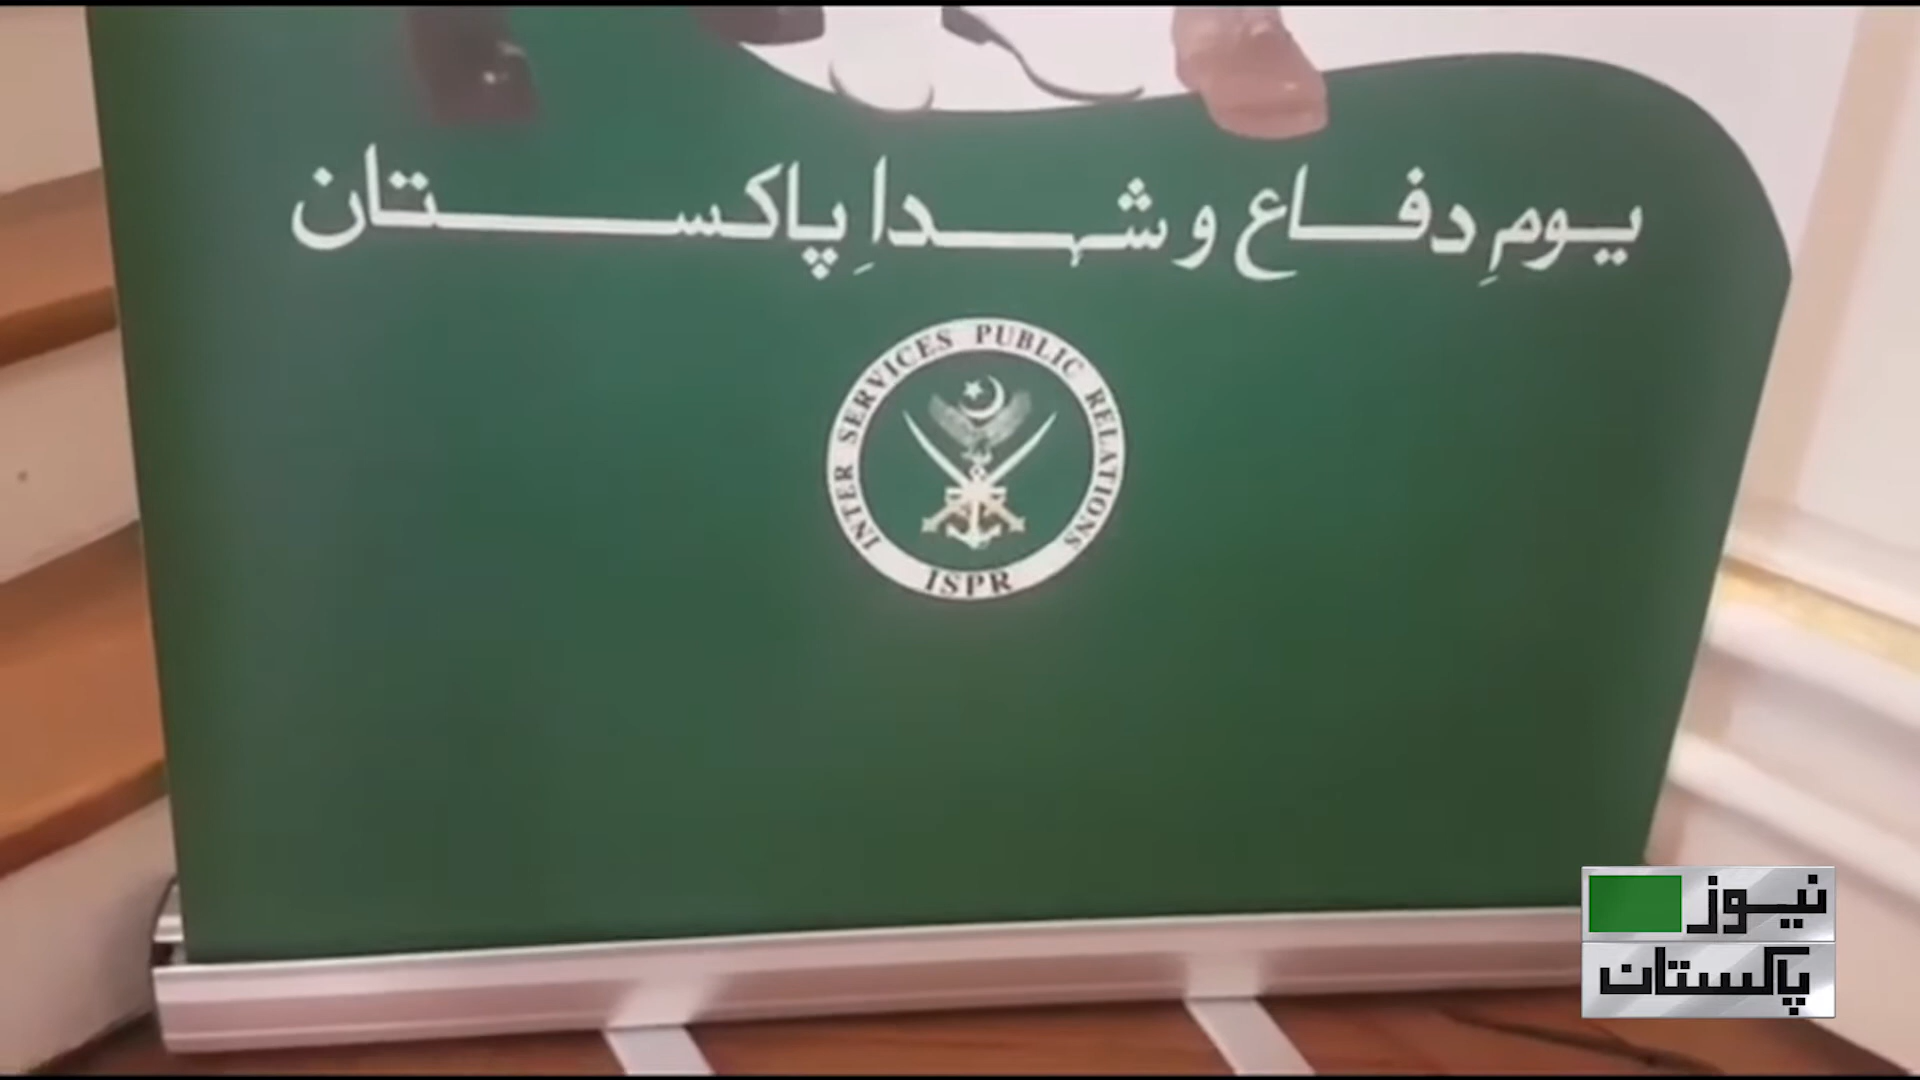 یومِ دفاع و شہداِ پاکستان
INTER SERVICES PUBLIC RELATIONS
ISPR
نیوز
پاکستان